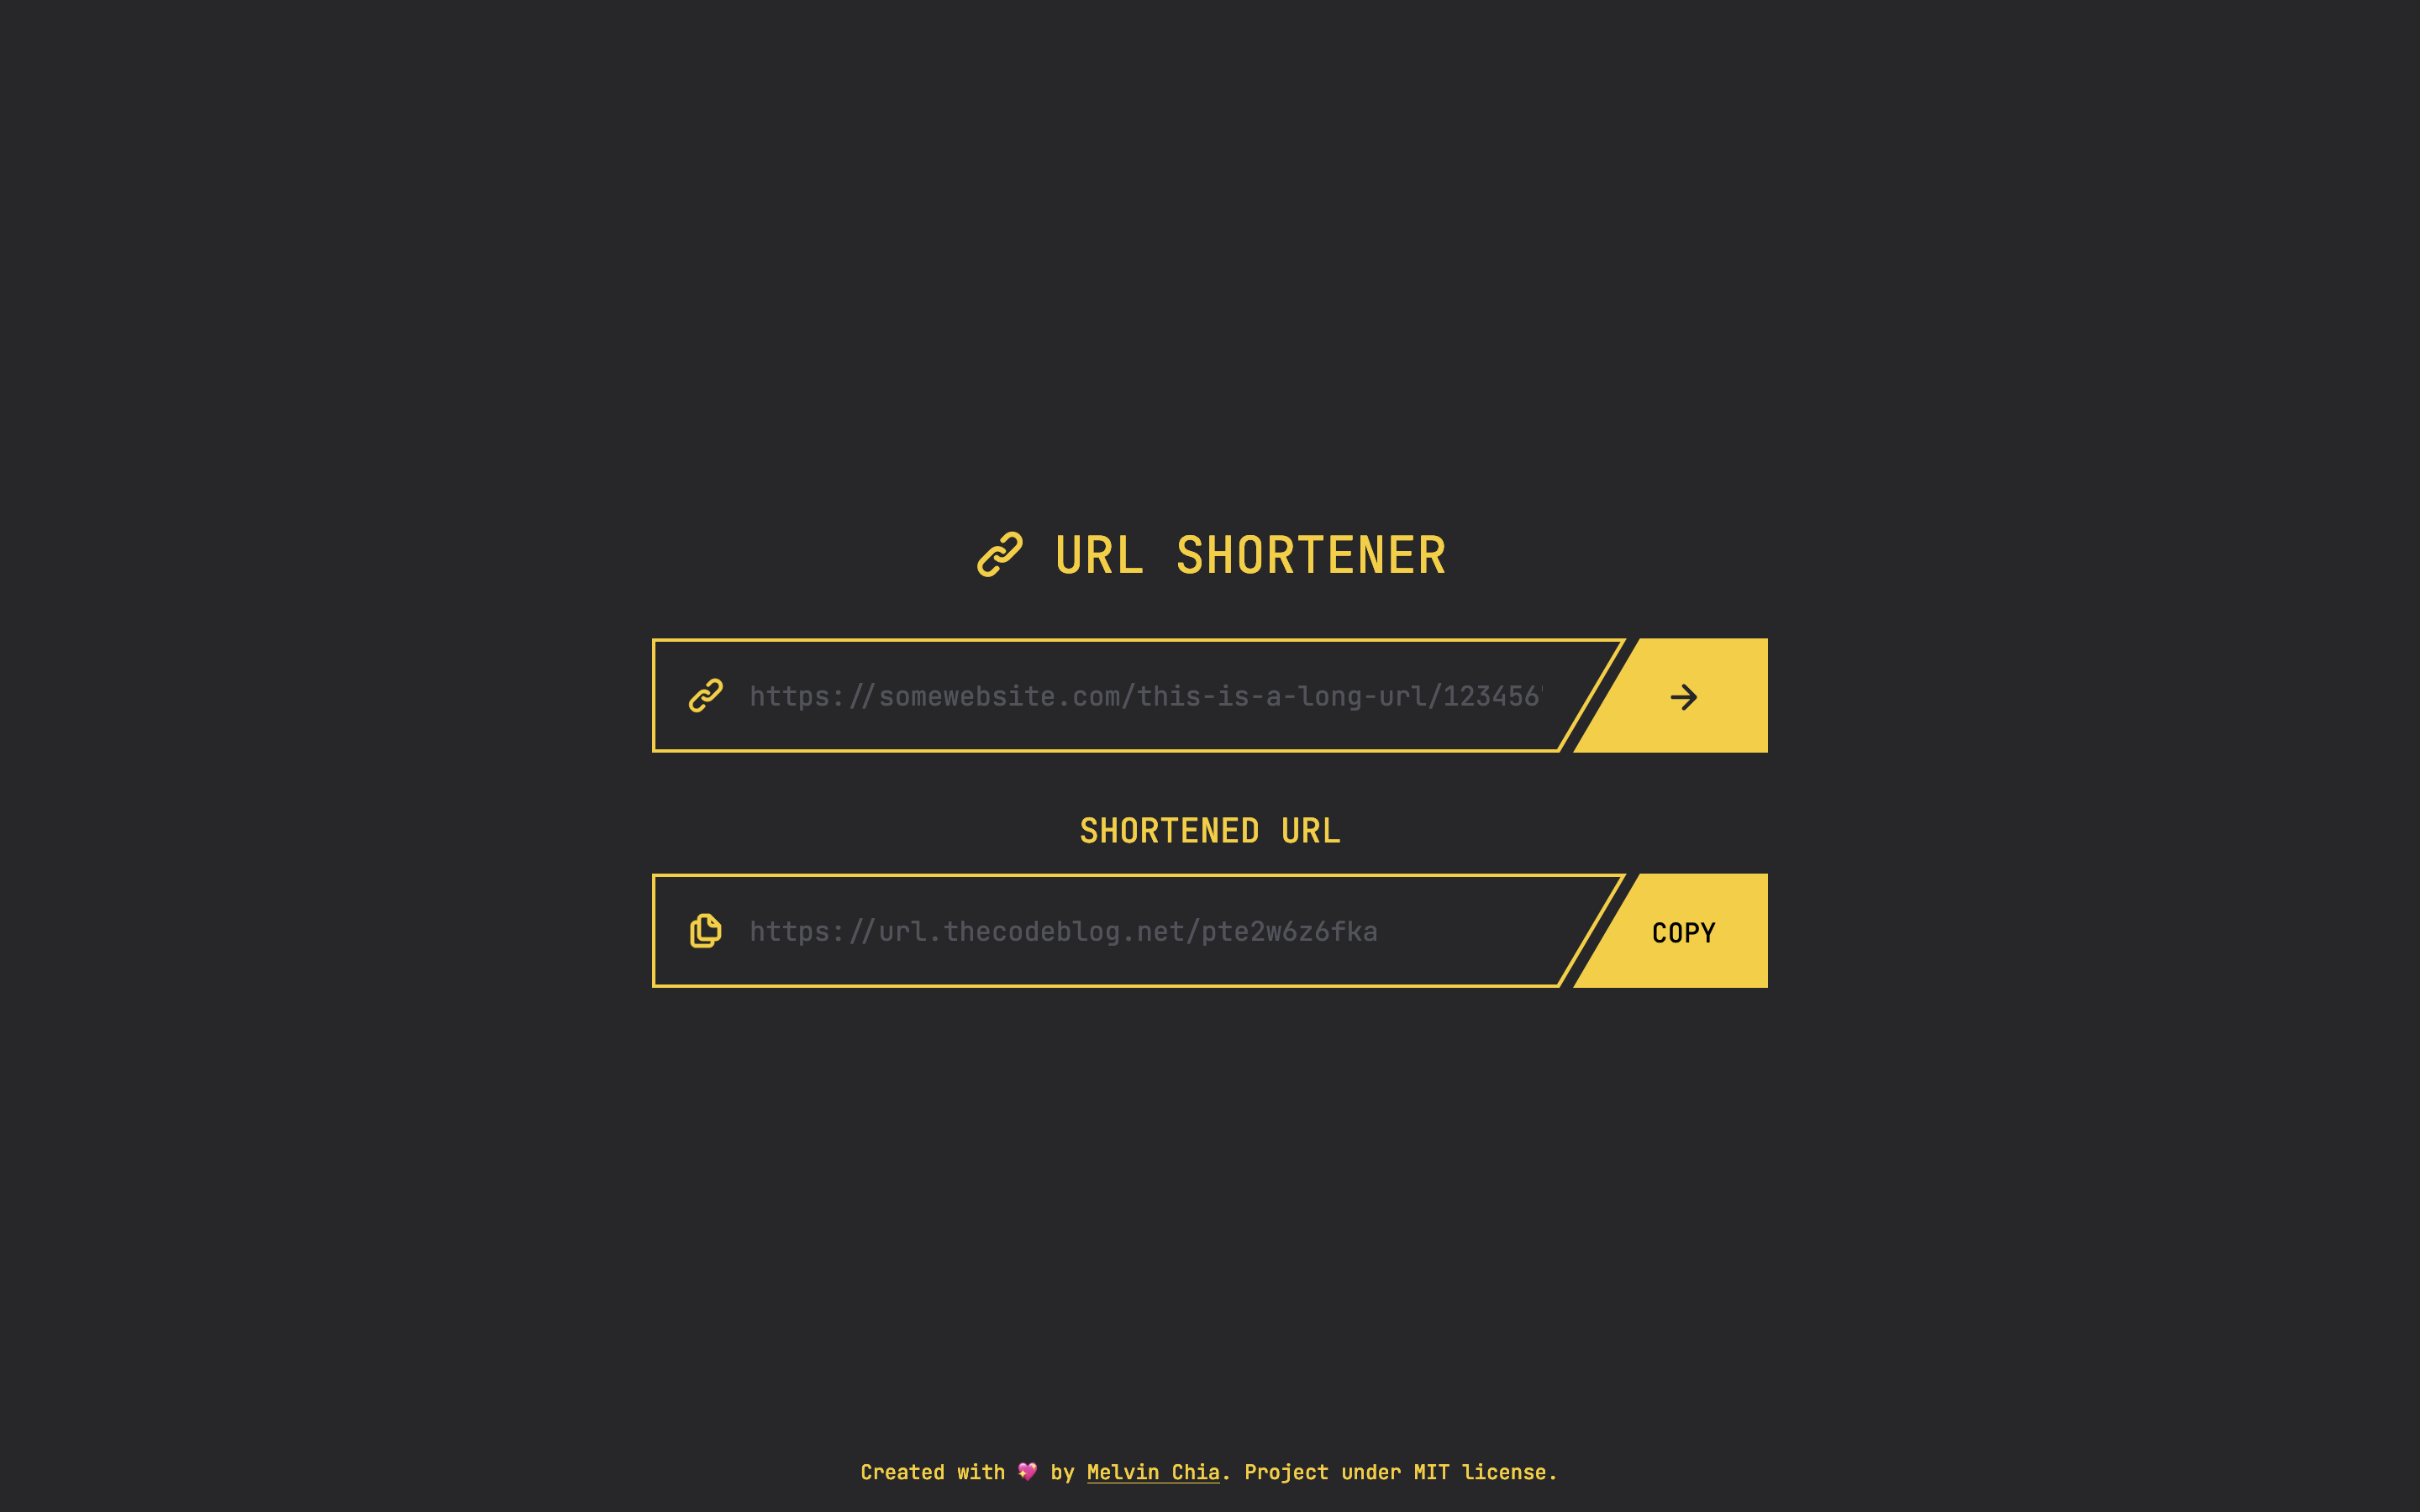 URL SHORTENER
https://somewebsite.com/this-is-a-long-url/123456
SHORTENED URL
https://url.thecodeblog.net/pte2w6z6fka
COPY
Created with 💖 by Melvin Chia. Project under MIT license.